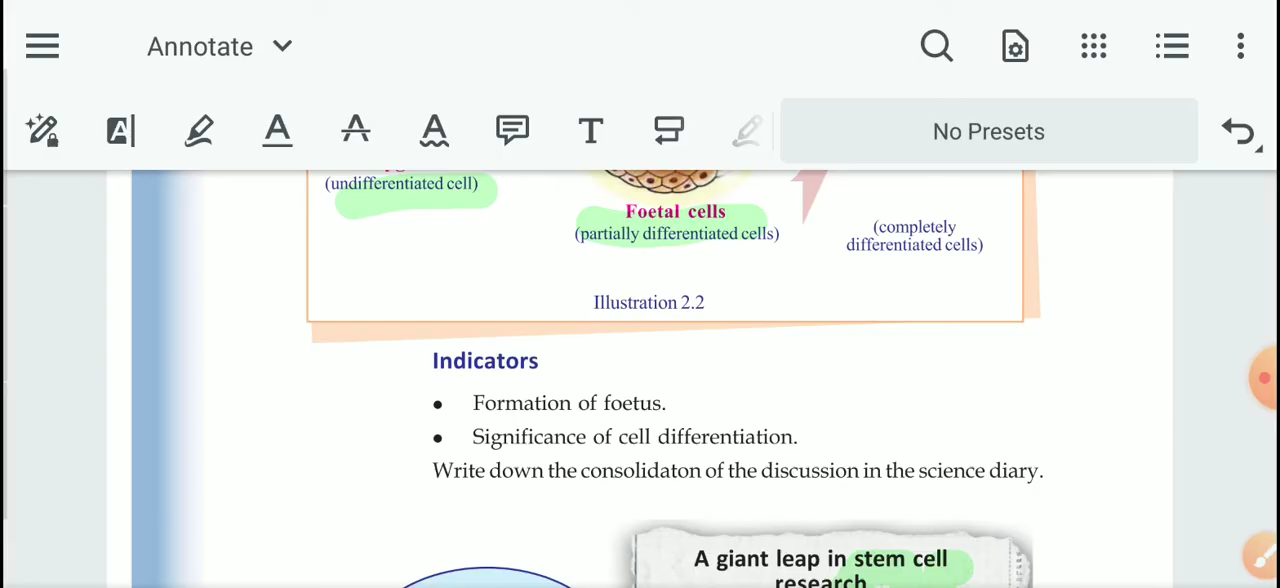 Annotate
No Presets
(undifferentiated cell)
Foetal cells
(partially differentiated cells)
(completely
differentiated cells)
Illustration 2.2
Indicators
• Formation of foetus.
• Significance of cell differentiation.
Write down the consolidaton of the discussion in the science diary.
A giant leap in stem cell
research